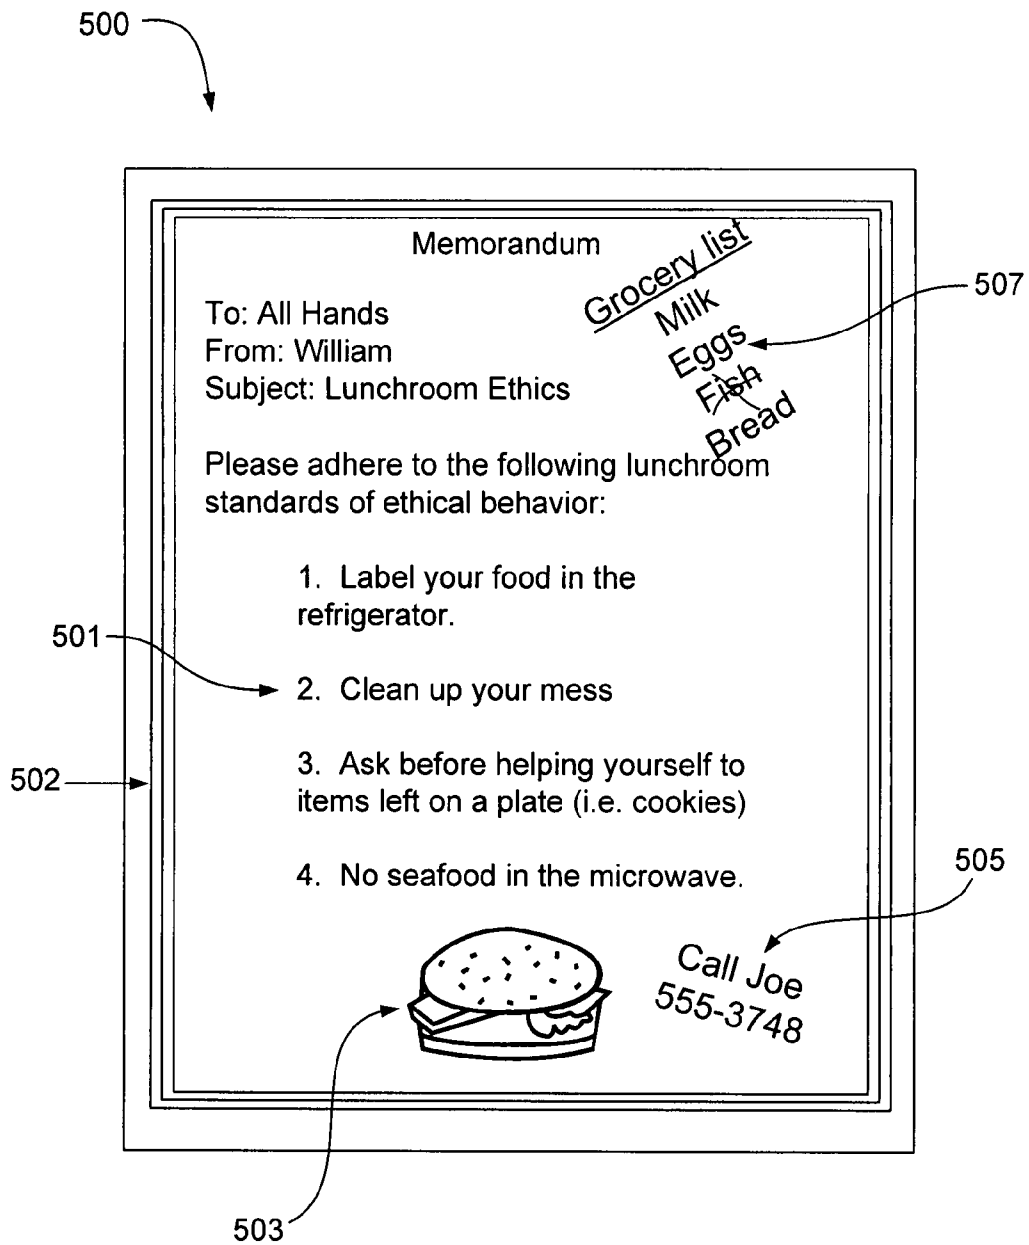 500
Memorandum
Grocery list
Milk
Eggs
Fish
Bread
507
To: All Hands
From: William
Subject: Lunchroom Ethics
Please adhere to the following lunchroom
standards of ethical behavior:
1. Label your food in the
refrigerator.
501
2. Clean up your mess
502
3. Ask before helping yourself to
items left on a plate (i.e. cookies)
4. No seafood in the microwave.
505
Call Joe
555-3748
503